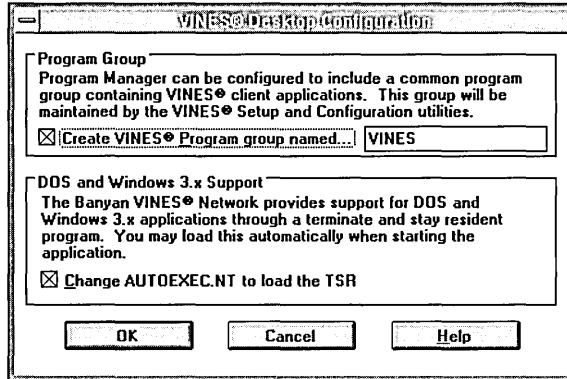 VINES® Desktop Configuration
Program Group
Program Manager can be configured to include a common program
group containing VINES® client applications. This group will be
maintained by the VINES® Setup and Configuration utilities.
Create VINES® Program group named... VINES
DOS and Windows 3.x Support
The Banyan VINES® Network provides support for DOS and
Windows 3.x applications through a terminate and stay resident
program. You may load this automatically when starting the
application.
Change AUTOEXEC.NT to load the TSR
OK Cancel Help